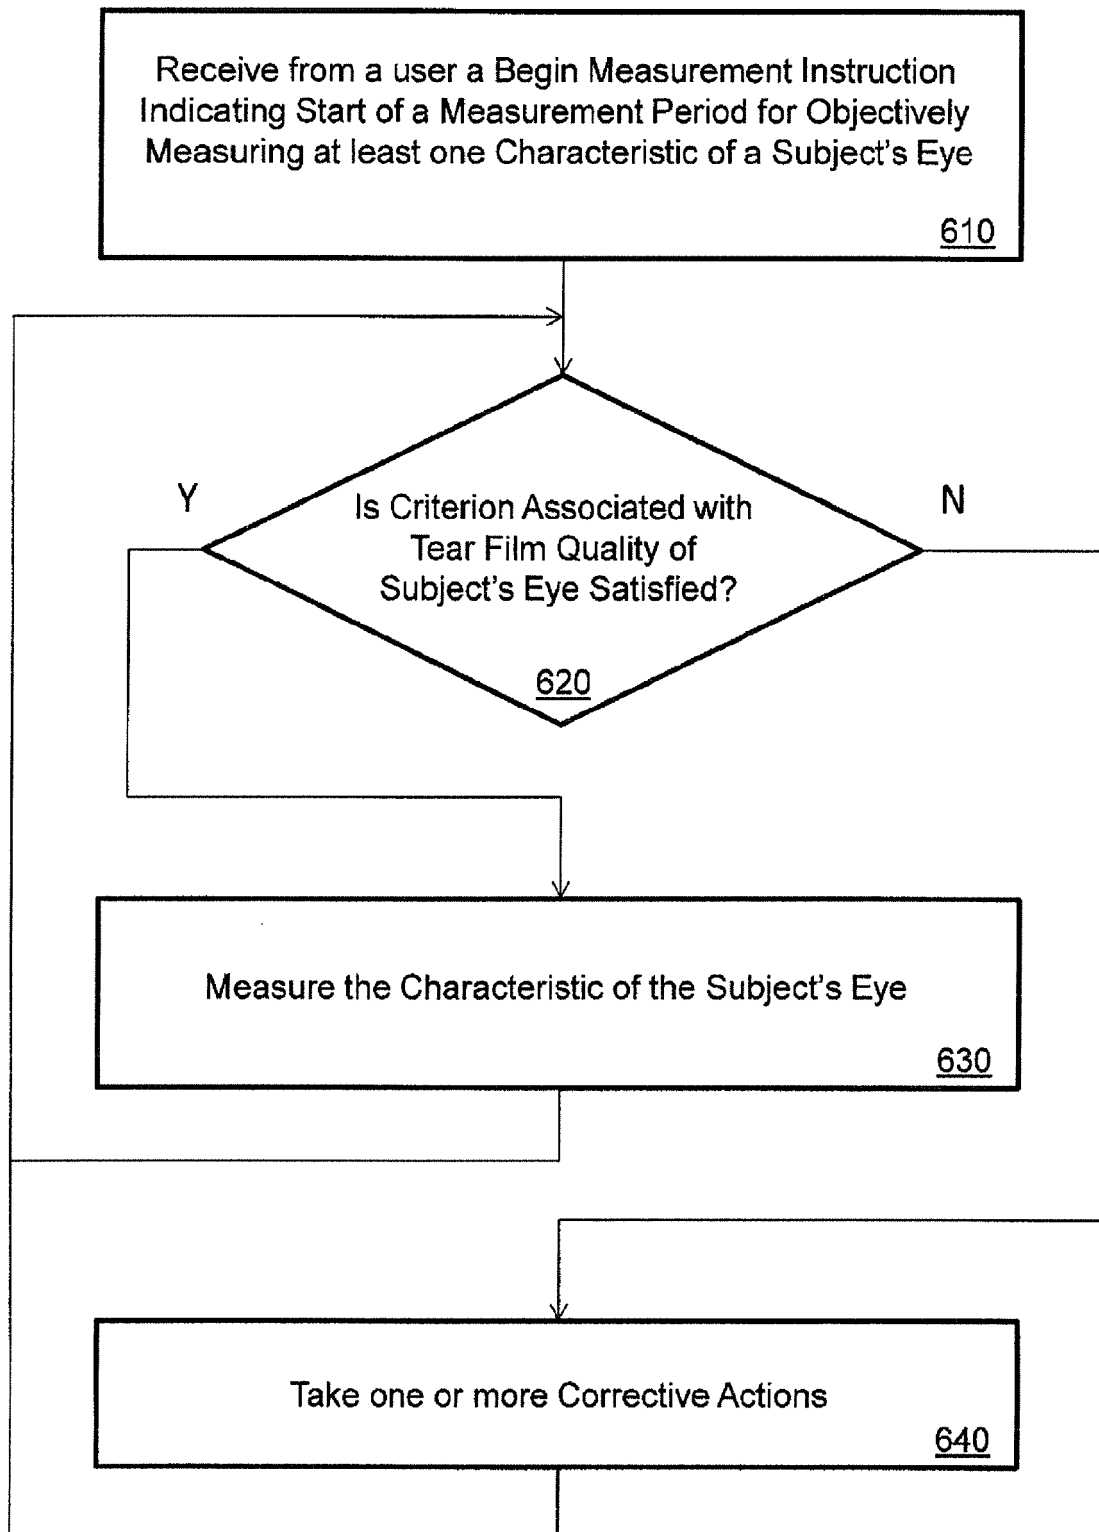 Receive from a user a Begin Measurement Instruction
Indicating Start of a Measurement Period for Objectively
Measuring at least one Characteristic of a Subject's Eye
610
Y
N
Is Criterion Associated with
Tear Film Quality of
Subject's Eye Satisfied?
620
Measure the Characteristic of the Subject's Eye
630
Take one or more Corrective Actions
640